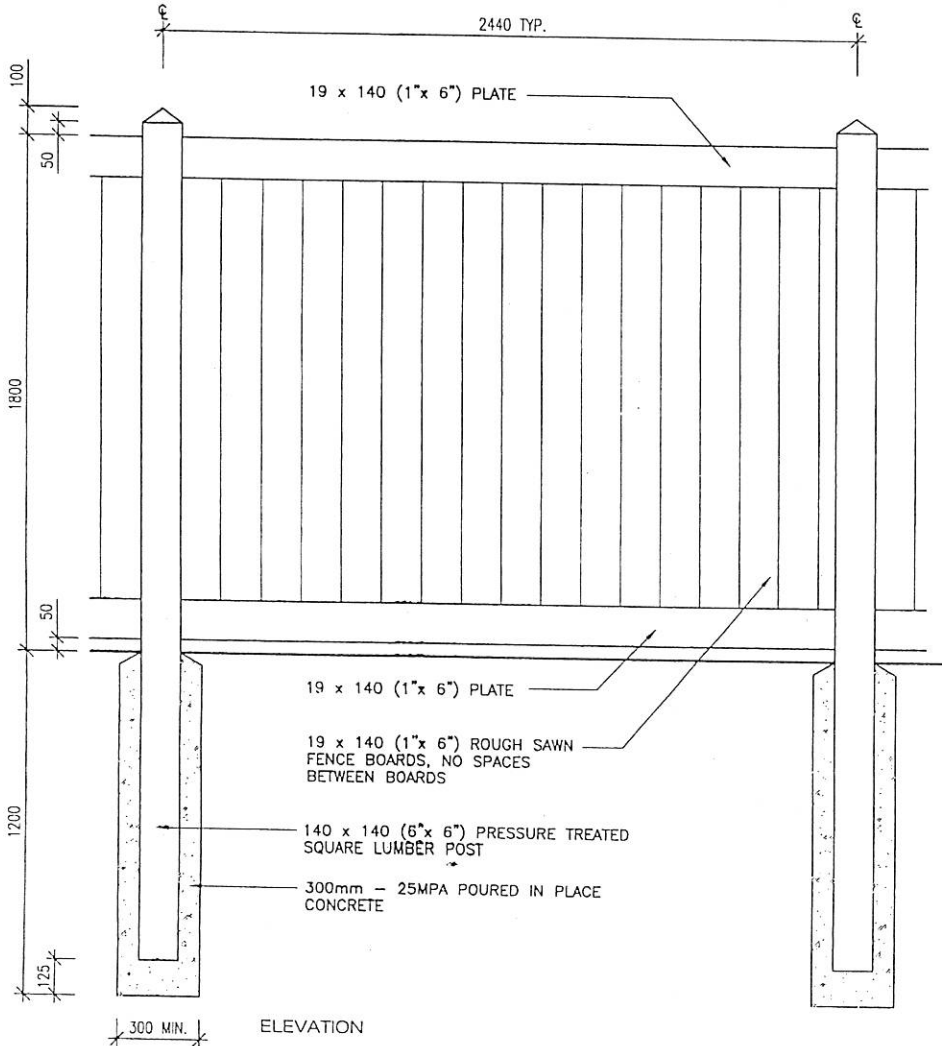 ℄
2440 TYP.
℄
100
19 x 140 (1"x 6") PLATE
50
1800
50
19 x 140 (1"x 6") PLATE
19 x 140 (1"x 6") ROUGH SAWN
FENCE BOARDS, NO SPACES
BETWEEN BOARDS
1200
140 x 140 (6"x 6") PRESSURE TREATED
SQUARE LUMBER POST
300mm – 25MPA POURED IN PLACE
CONCRETE
125
300 MIN.
ELEVATION